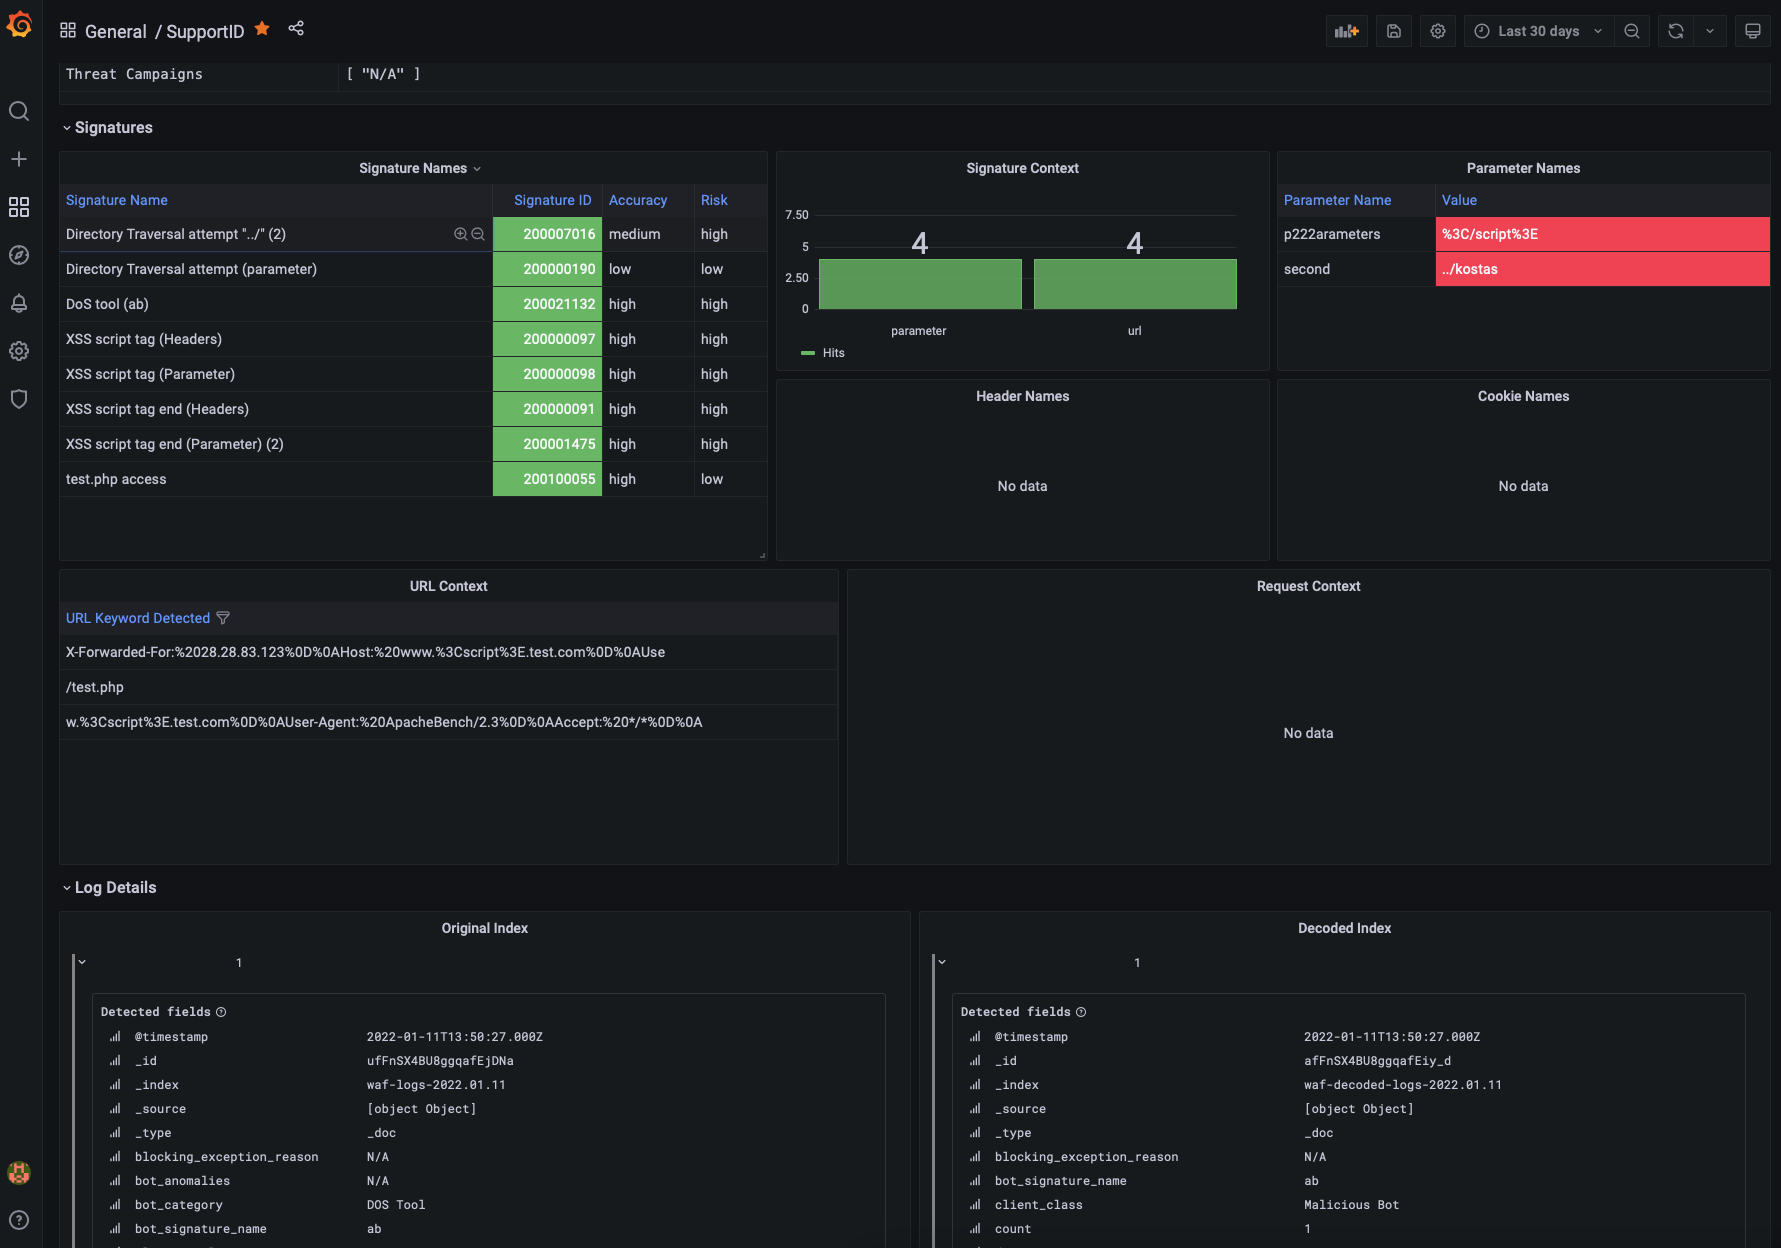 General / SupportID
Last 30 days
Threat Campaigns [ "N/A" ]
Signatures
Signature Names
Signature Name Signature ID Accuracy Risk
Directory Traversal attempt "../" (2) 200007016 medium high
Directory Traversal attempt (parameter) 200000190 low low
DoS tool (ab) 200021132 high high
XSS script tag (Headers) 200000097 high high
XSS script tag (Parameter) 200000098 high high
XSS script tag end (Headers) 200000091 high high
XSS script tag end (Parameter) (2) 200001475 high high
test.php access 200100055 high low
Signature Context
7.50
5
2.50
0
4 4
parameter url
Hits
Parameter Names
Parameter Name Value
p222arameters %3C/script%3E
second ../kostas
Header Names
No data
Cookie Names
No data
URL Context
URL Keyword Detected
X-Forwarded-For:%2028.28.83.123%0D%0AHost:%20www.%3Cscript%3E.test.com%0D%0AUse
/test.php
w.%3Cscript%3E.test.com%0D%0AUser-Agent:%20ApacheBench/2.3%0D%0AAccept:%20*/*%0D%0A
Request Context
No data
Log Details
Original Index
1
Detected fields
@timestamp 2022-01-11T13:50:27.000Z
_id ufFnSX4BU8ggqafEjDNa
_index waf-logs-2022.01.11
_source [object Object]
_type _doc
blocking_exception_reason N/A
bot_anomalies N/A
bot_category DOS Tool
bot_signature_name ab
Decoded Index
1
Detected fields
@timestamp 2022-01-11T13:50:27.000Z
_id afFnSX4BU8ggqafEiy_d
_index waf-decoded-logs-2022.01.11
_source [object Object]
_type _doc
blocking_exception_reason N/A
bot_signature_name ab
client_class Malicious Bot
count 1